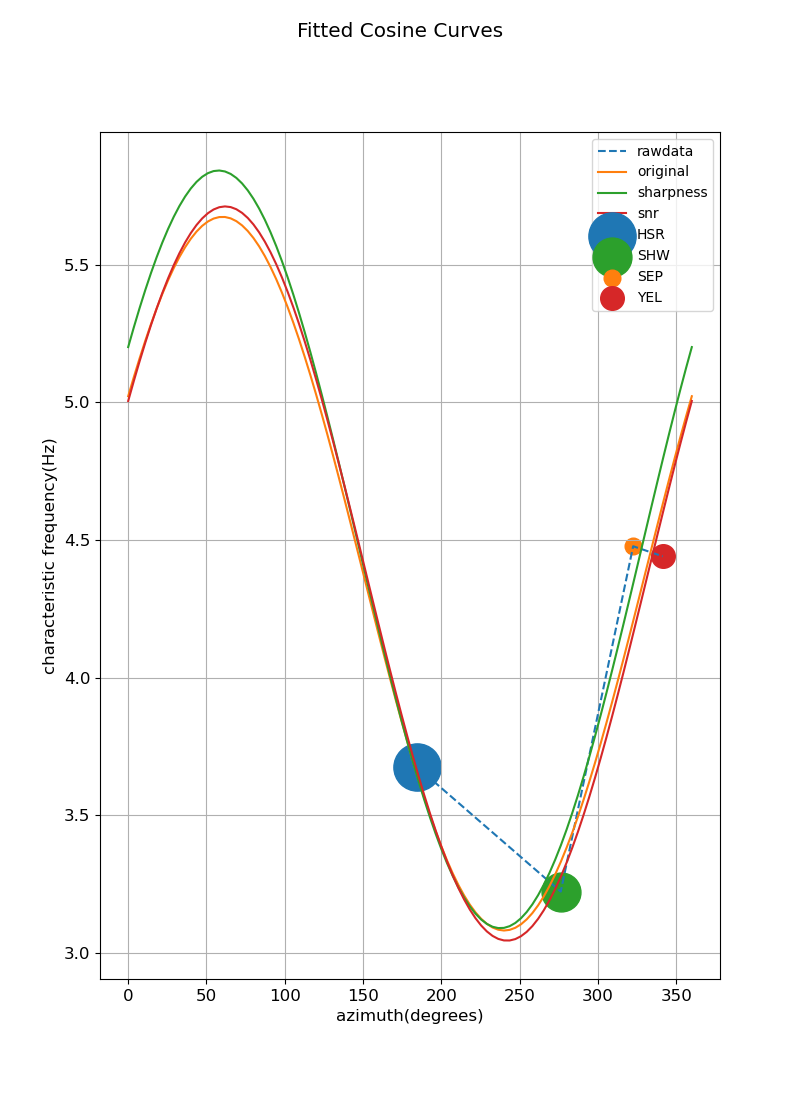 Fitted Cosine Curves
rawdata
original
sharpness
snr
HSR
SHW
SEP
YEL
5.5
5.0
4.5
4.0
3.5
3.0
characteristic frequency(Hz)
0 50 100 150 200 250 300 350
azimuth(degrees)